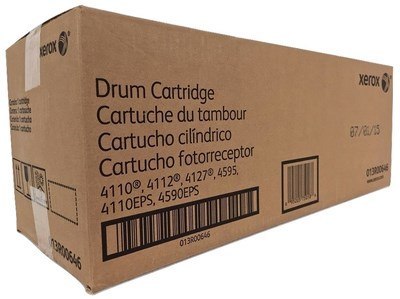 xerox
Drum Cartridge
Cartuche du tambour
Cartucho cilíndrico
Cartucho fotorreceptor
4110®, 4112®, 4127®, 4595,
4110EPS, 4590EPS
013R00646
xerox
07/01/15
013R00646